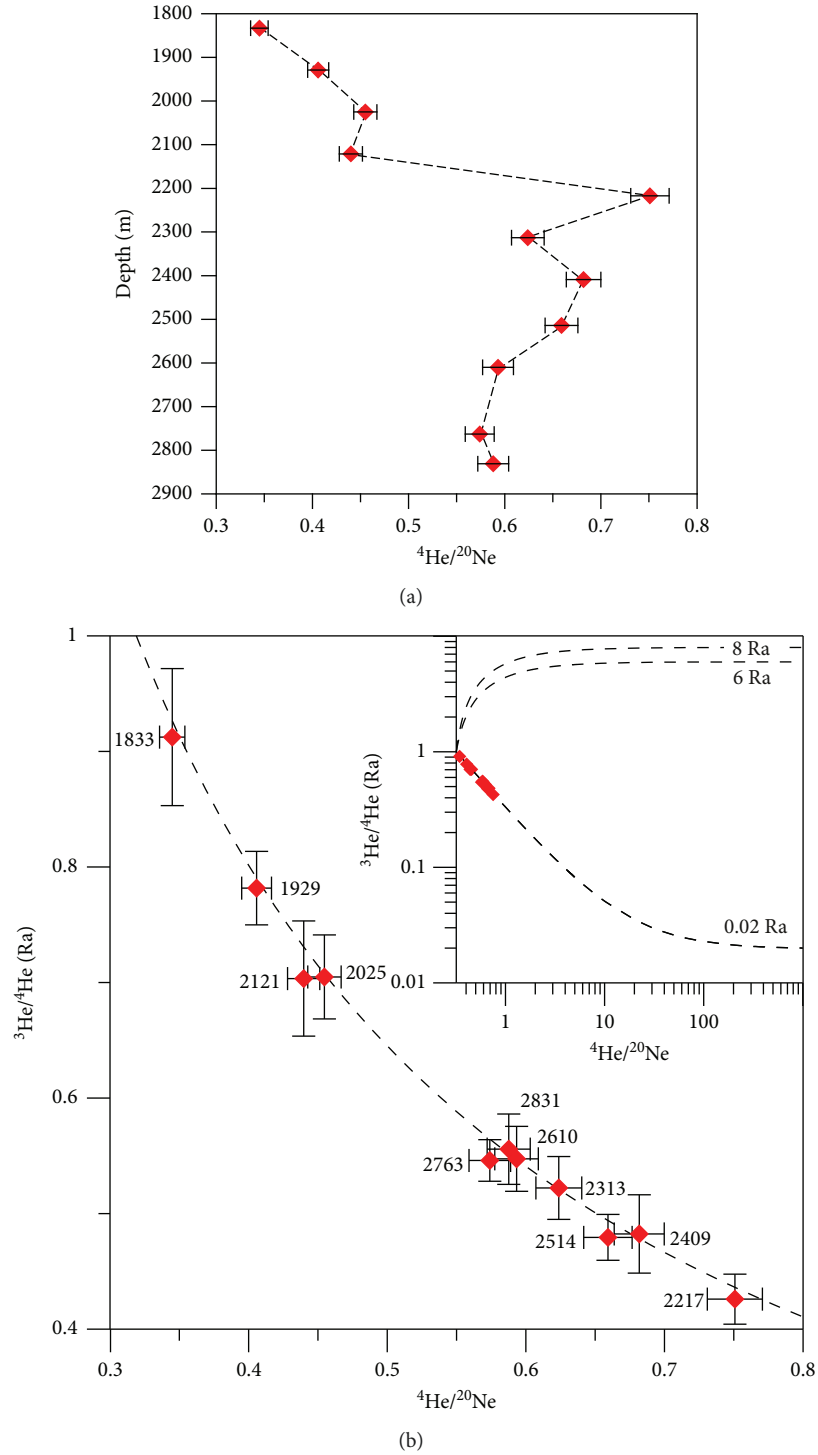 1800
1900
2000
2100
2200
2300
2400
2500
2600
2700
2800
2900
Depth (m)
0.3 0.4 0.5 0.6 0.7 0.8
⁴He/²⁰Ne
(a)
1
0.8
0.6
0.4
³He/⁴He (Ra)
1833
1929
2121
2025
2831
2610
2763
2313
2514
2409
2217
0.3 0.4 0.5 0.6 0.7 0.8
⁴He/²⁰Ne
8 Ra
6 Ra
0.02 Ra
1
0.1
0.01
³He/⁴He (Ra)
1 10 100
⁴He/²⁰Ne
(b)